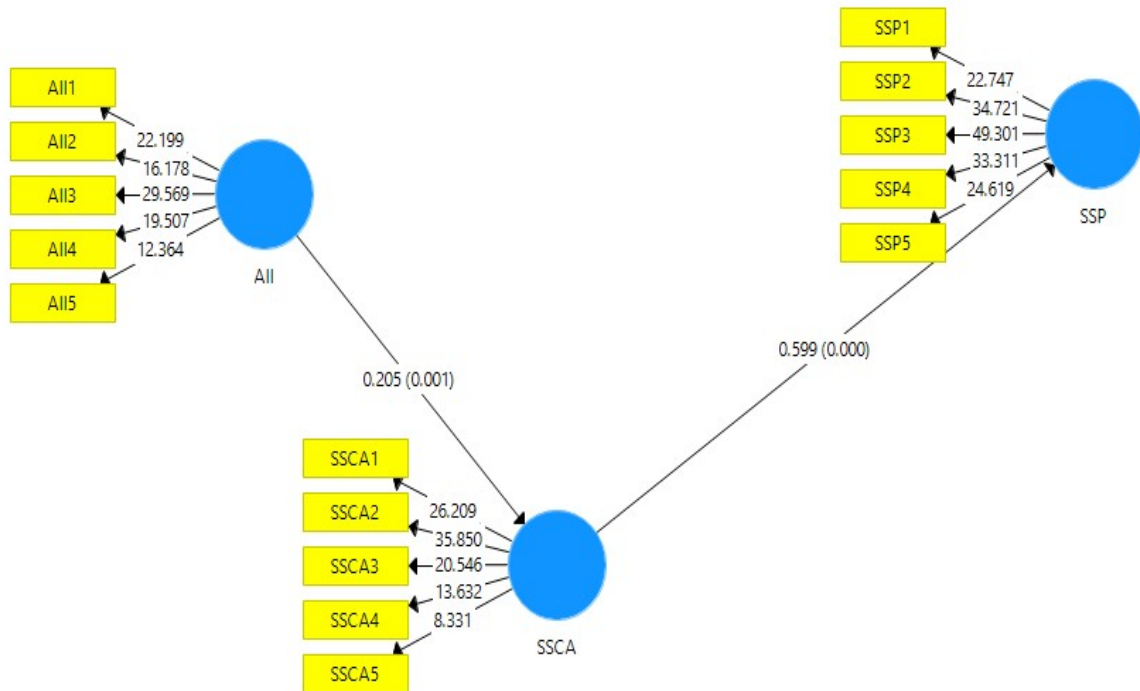 SSP1
22.747
SSP2
34.721
SSP3
49.301
SSP4
33.311
SSP5
24.619
SSP
AII1
22.199
AII2
16.178
AII3
29.569
AII4
19.507
AII5
12.364
AII
0.205 (0.001)
0.599 (0.000)
SSCA1
26.209
SSCA2
35.850
SSCA3
20.546
SSCA4
13.632
SSCA5
8.331
SSCA